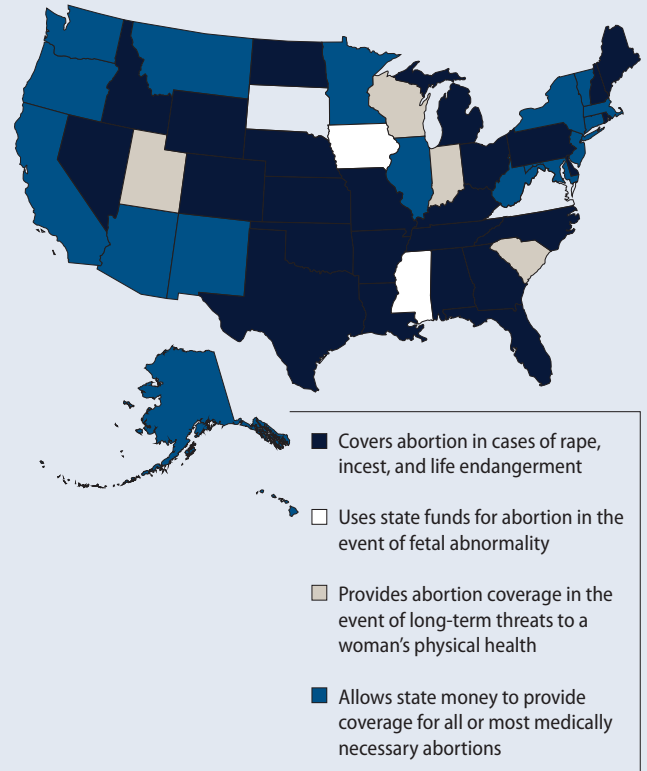 Covers abortion in cases of rape,
incest, and life endangerment
Uses state funds for abortion in the
event of fetal abnormality
Provides abortion coverage in the
event of long-term threats to a
woman’s physical health
Allows state money to provide
coverage for all or most medically
necessary abortions